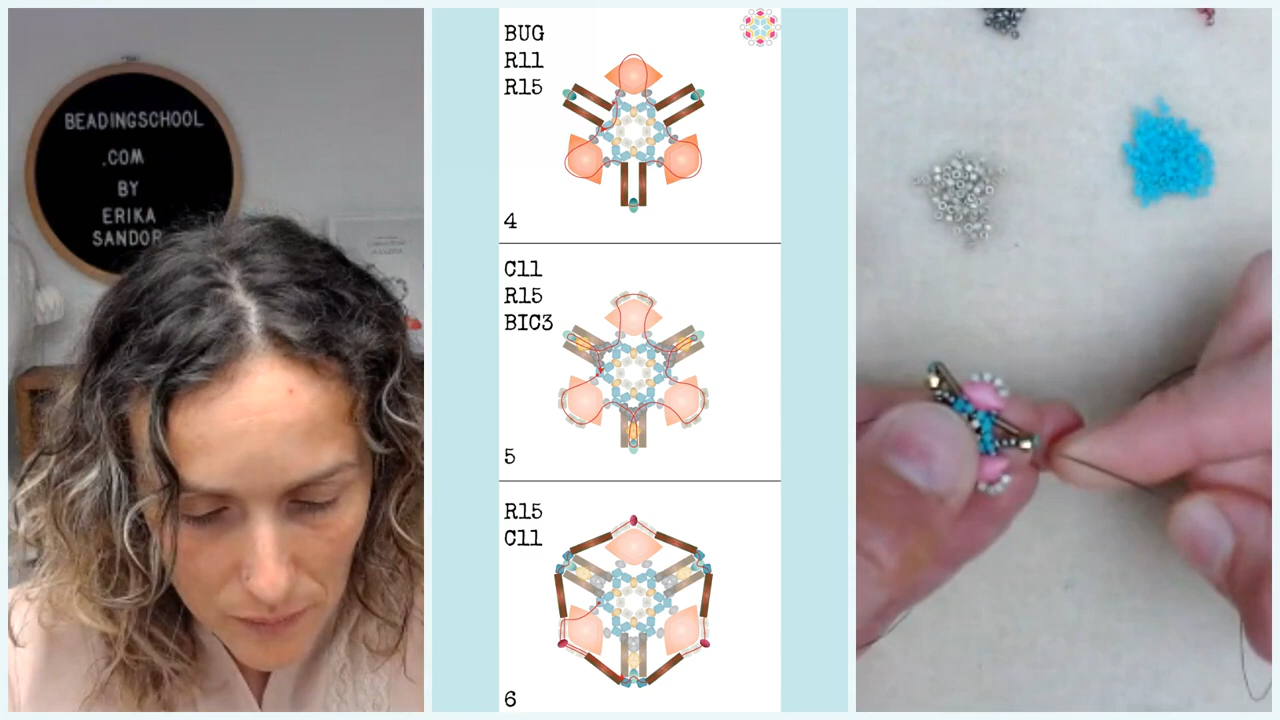 BEADINGSCHOOL
.COM
BY
ERIKA
SANDOR
BUG
R11
R15
4
C11
R15
BIC3
5
R15
C11
6